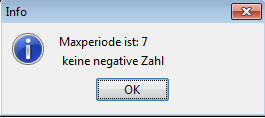 Info
Maxperiode ist: 7
keine negative Zahl
OK